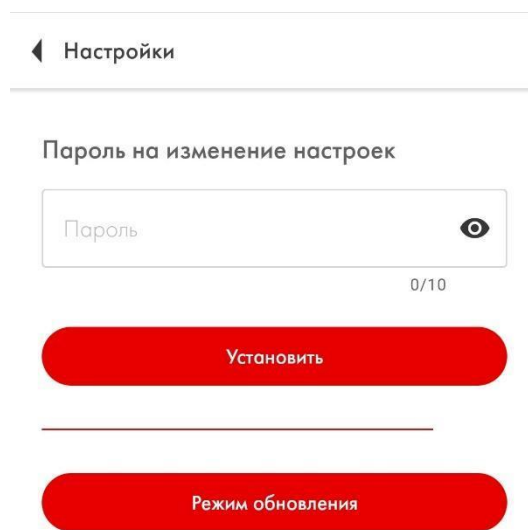 Настройки
Пароль на изменение настроек
Пароль
0/10
Установить
Режим обновления